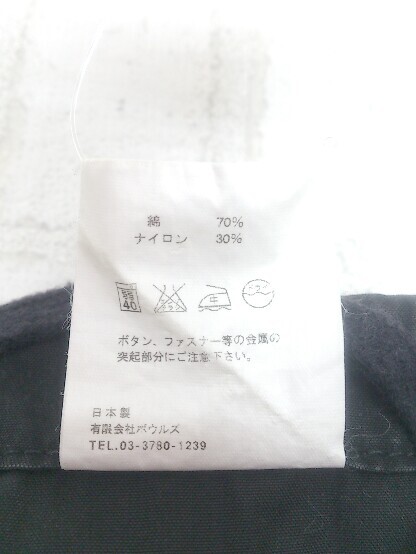 綿 70%
ナイロン 30%
40 中
ボタン、ファスナー等の金属の
突起部分にご注意下さい。
日本製
有限会社ボウルズ
TEL.03-3780-1239